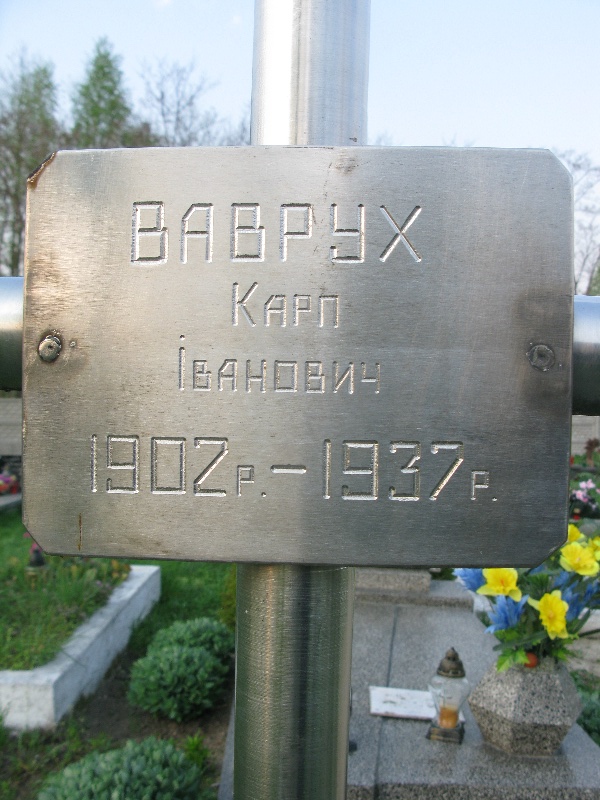 ВАВРУХ
Карп
Іванович
1902р.-1937р.